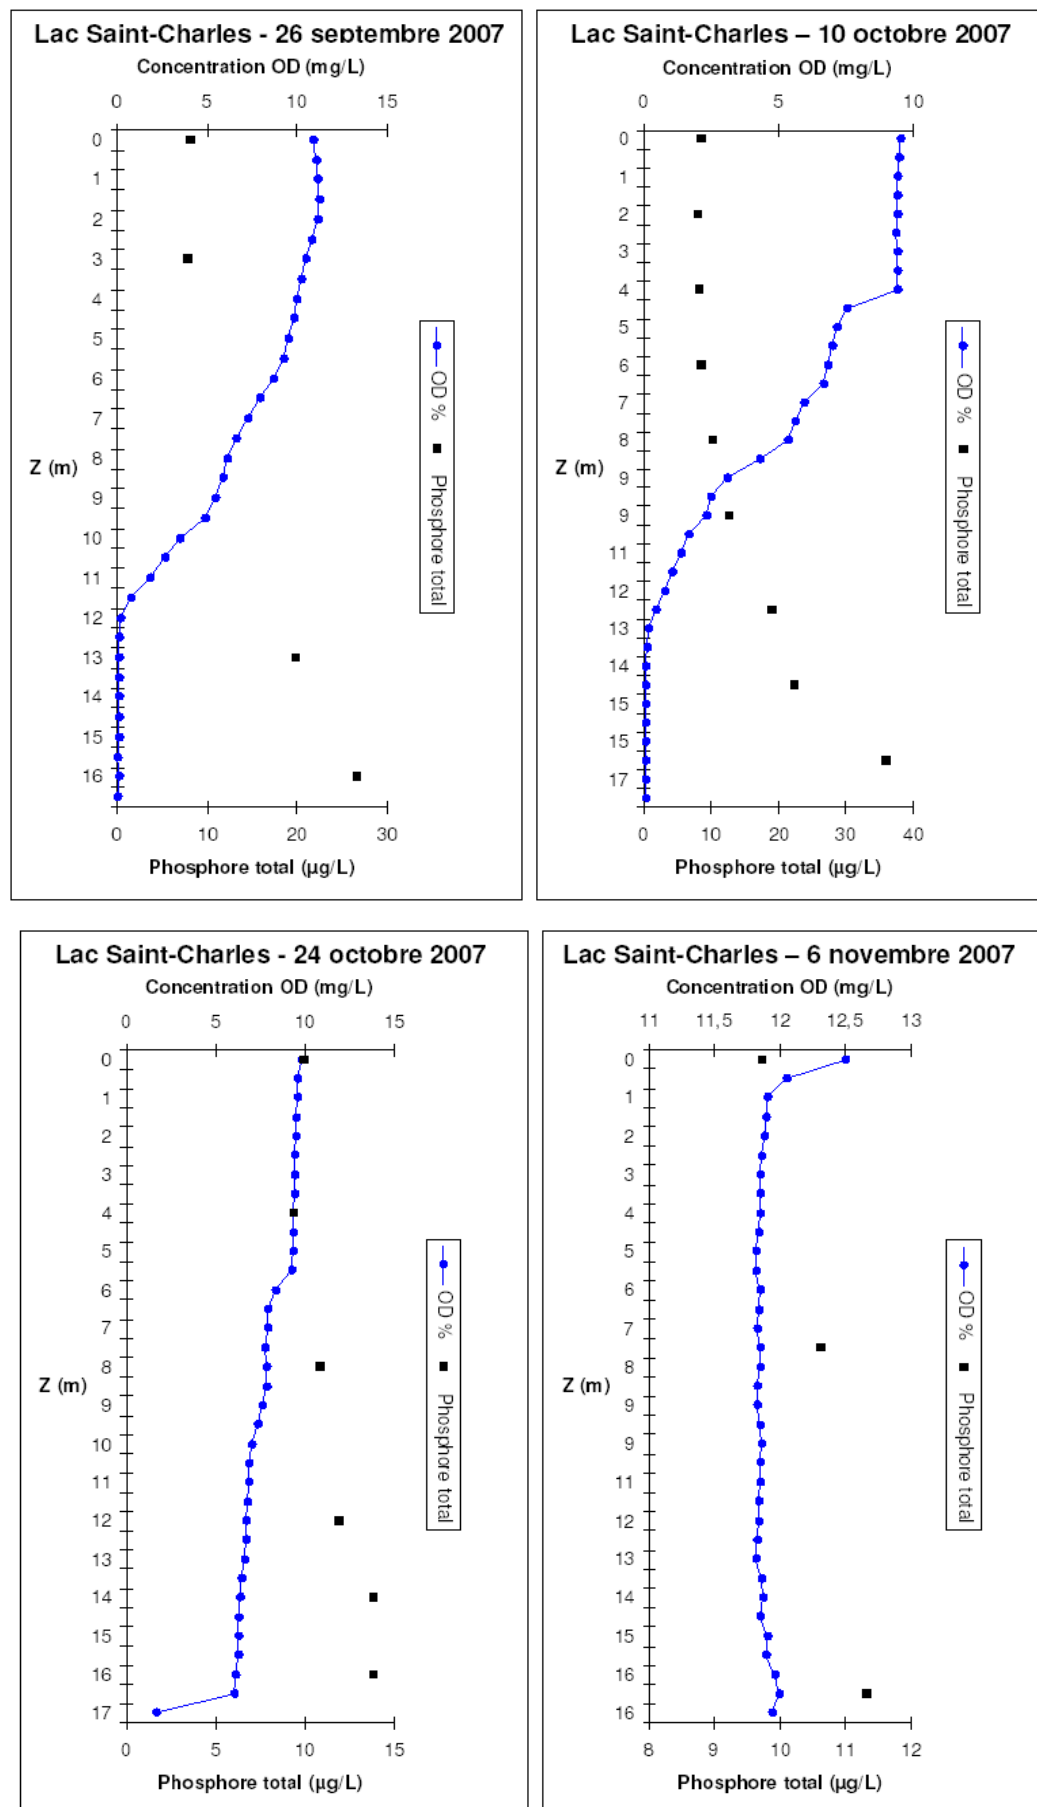 Lac Saint-Charles - 26 septembre 2007
Concentration OD (mg/L)
0 5 10 15
0
1
2
3
4
5
6
7
8
Z (m)
9
10
11
12
13
14
15
16
0 10 20 30
Phosphore total (µg/L)
OD % Phosphore total
Lac Saint-Charles – 10 octobre 2007
Concentration OD (mg/L)
0 5 10
0
1
2
3
4
5
6
7
8
Z (m)
9
9
11
12
13
14
15
15
17
0 10 20 30 40
Phosphore total (µg/L)
OD % Phosphore total
Lac Saint-Charles - 24 octobre 2007
Concentration OD (mg/L)
0 5 10 15
0
1
2
3
4
5
6
7
8
Z (m)
9
10
11
12
13
14
15
16
17
0 5 10 15
Phosphore total (µg/L)
OD % Phosphore total
Lac Saint-Charles – 6 novembre 2007
Concentration OD (mg/L)
11 11,5 12 12,5 13
0
1
2
3
4
5
6
7
8
Z (m)
9
9
11
12
13
14
15
16
16
8 9 10 11 12
Phosphore total (µg/L)
OD % Phosphore total